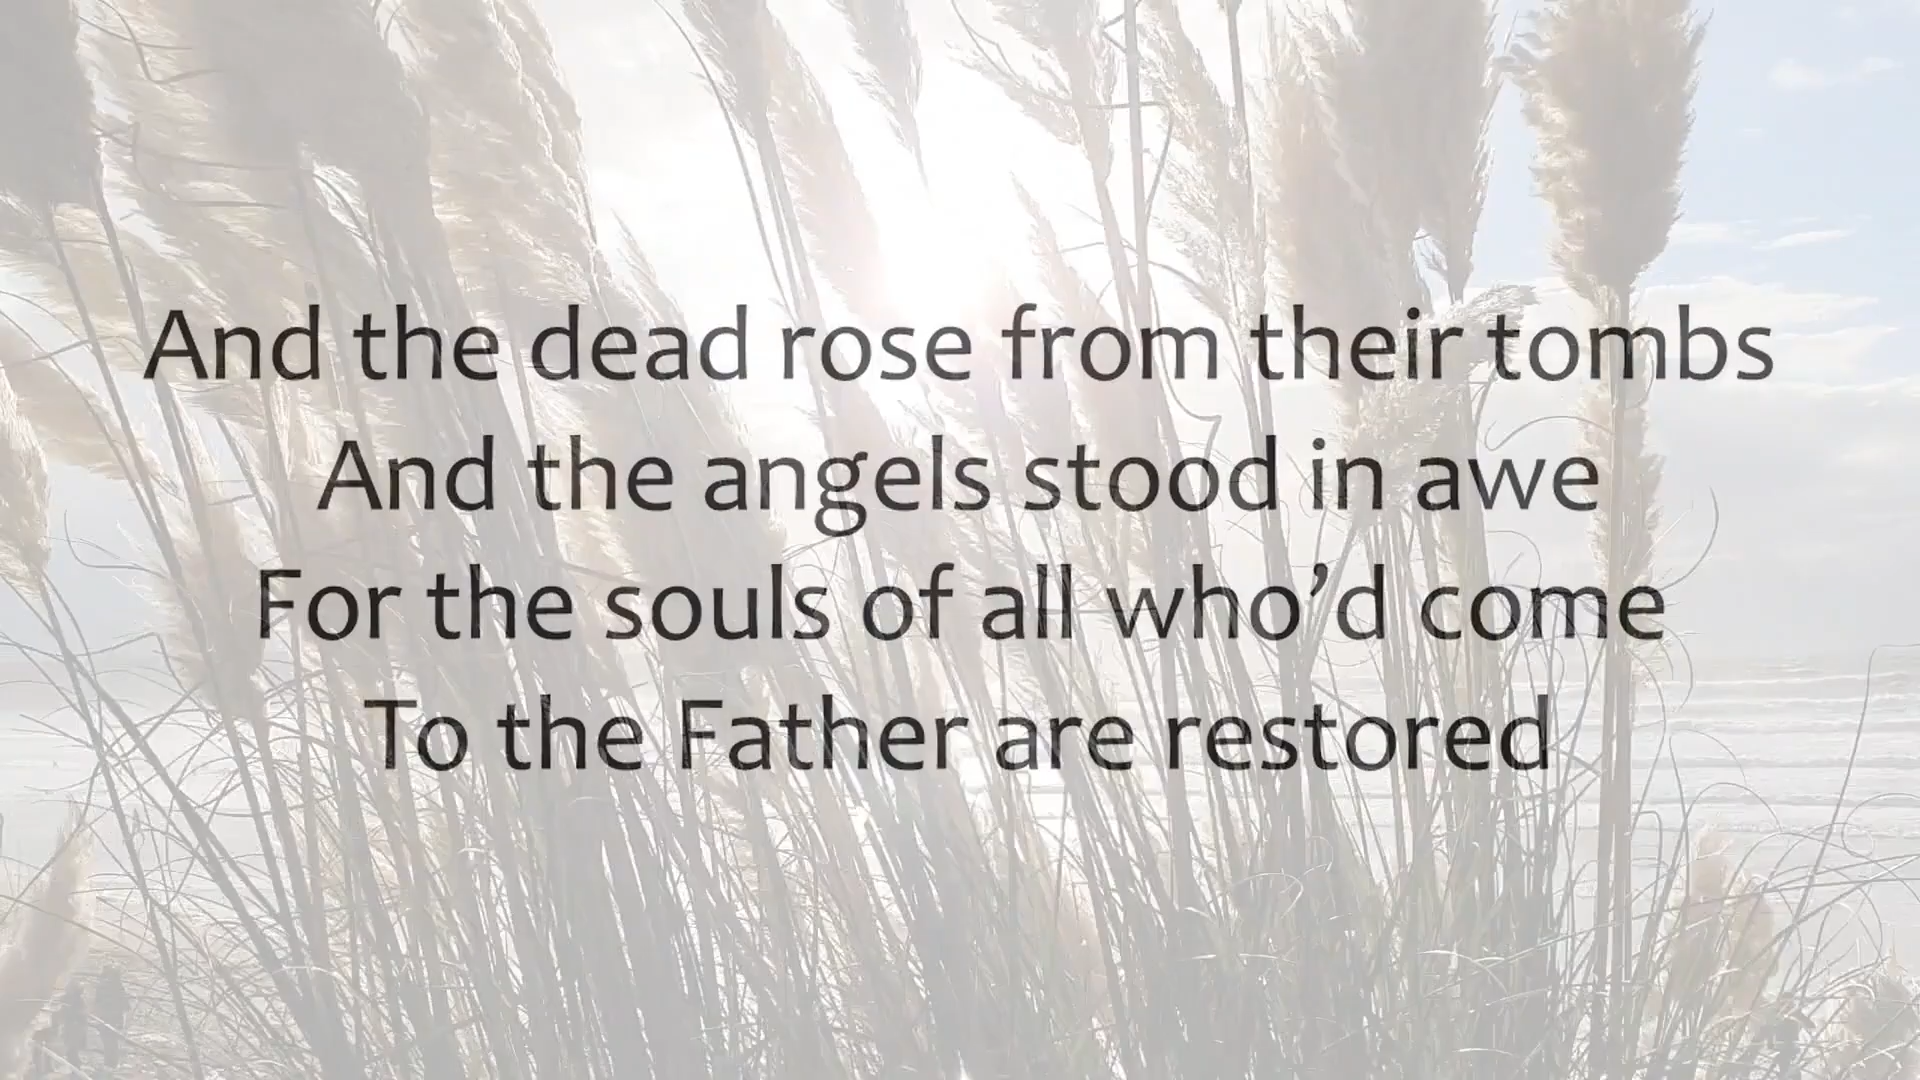 And the dead rose from their tombs
And the angels stood in awe
For the souls of all who’d come
To the Father are restored